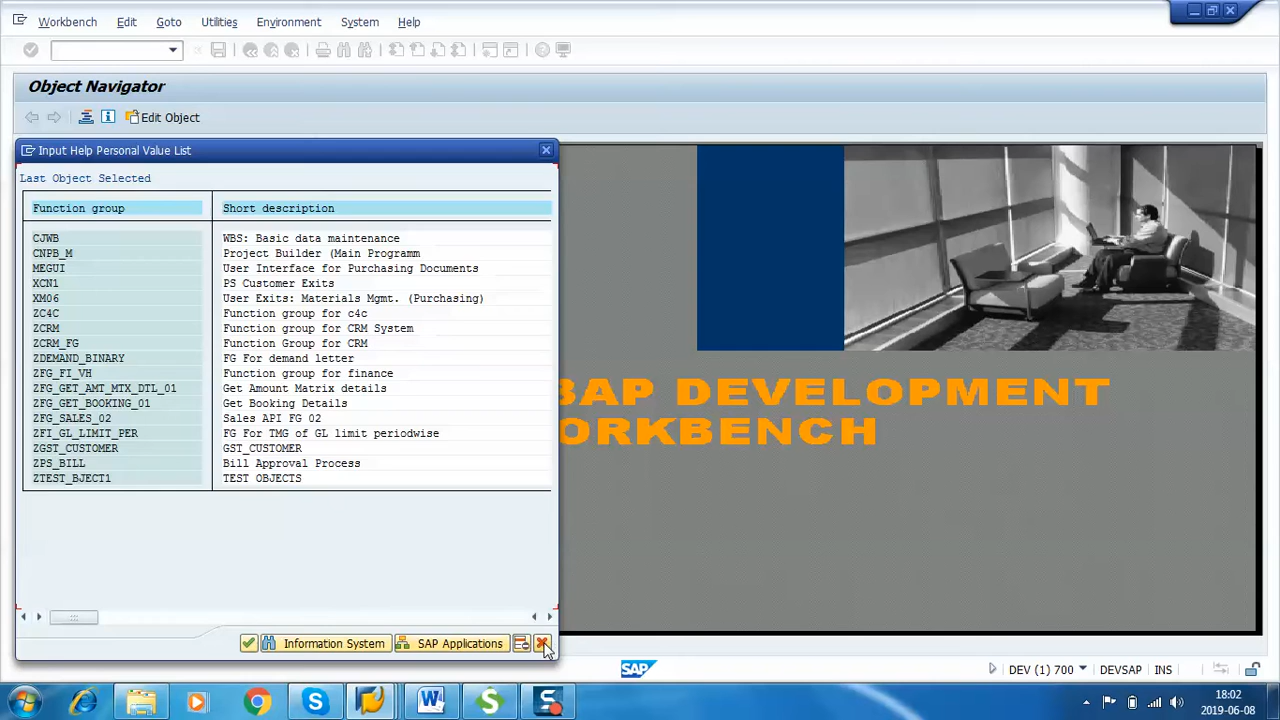 Workbench Edit Goto Utilities Environment System Help
Object Navigator
Edit Object
Input Help Personal Value List
Last Object Selected
Function group Short description
CJWB WBS: Basic data maintenance
CNPB_M Project Builder (Main Programm
MEGUI User Interface for Purchasing Documents
XCN1 PS Customer Exits
XM06 User Exits: Materials Mgmt. (Purchasing)
ZC4C Function group for c4c
ZCRM Function group for CRM System
ZCRM_FG Function Group for CRM
ZDEMAND_BINARY FG For demand letter
ZFG_FI_VH Function group for finance
ZFG_GET_AMT_MTX_DTL_01 Get Amount Matrix details
ZFG_GET_BOOKING_01 Get Booking Details
ZFG_SALES_02 Sales API FG 02
ZFI_GL_LIMIT_PER FG For TMG of GL limit periodwise
ZGST_CUSTOMER GST_CUSTOMER
ZPS_BILL Bill Approval Process
ZTEST_BJECT1 TEST OBJECTS
Information System SAP Applications
BAP DEVELOPMENT
ORKBENCH
SAP DEV (1) 700 DEVSAP INS
18:02
2019-06-08